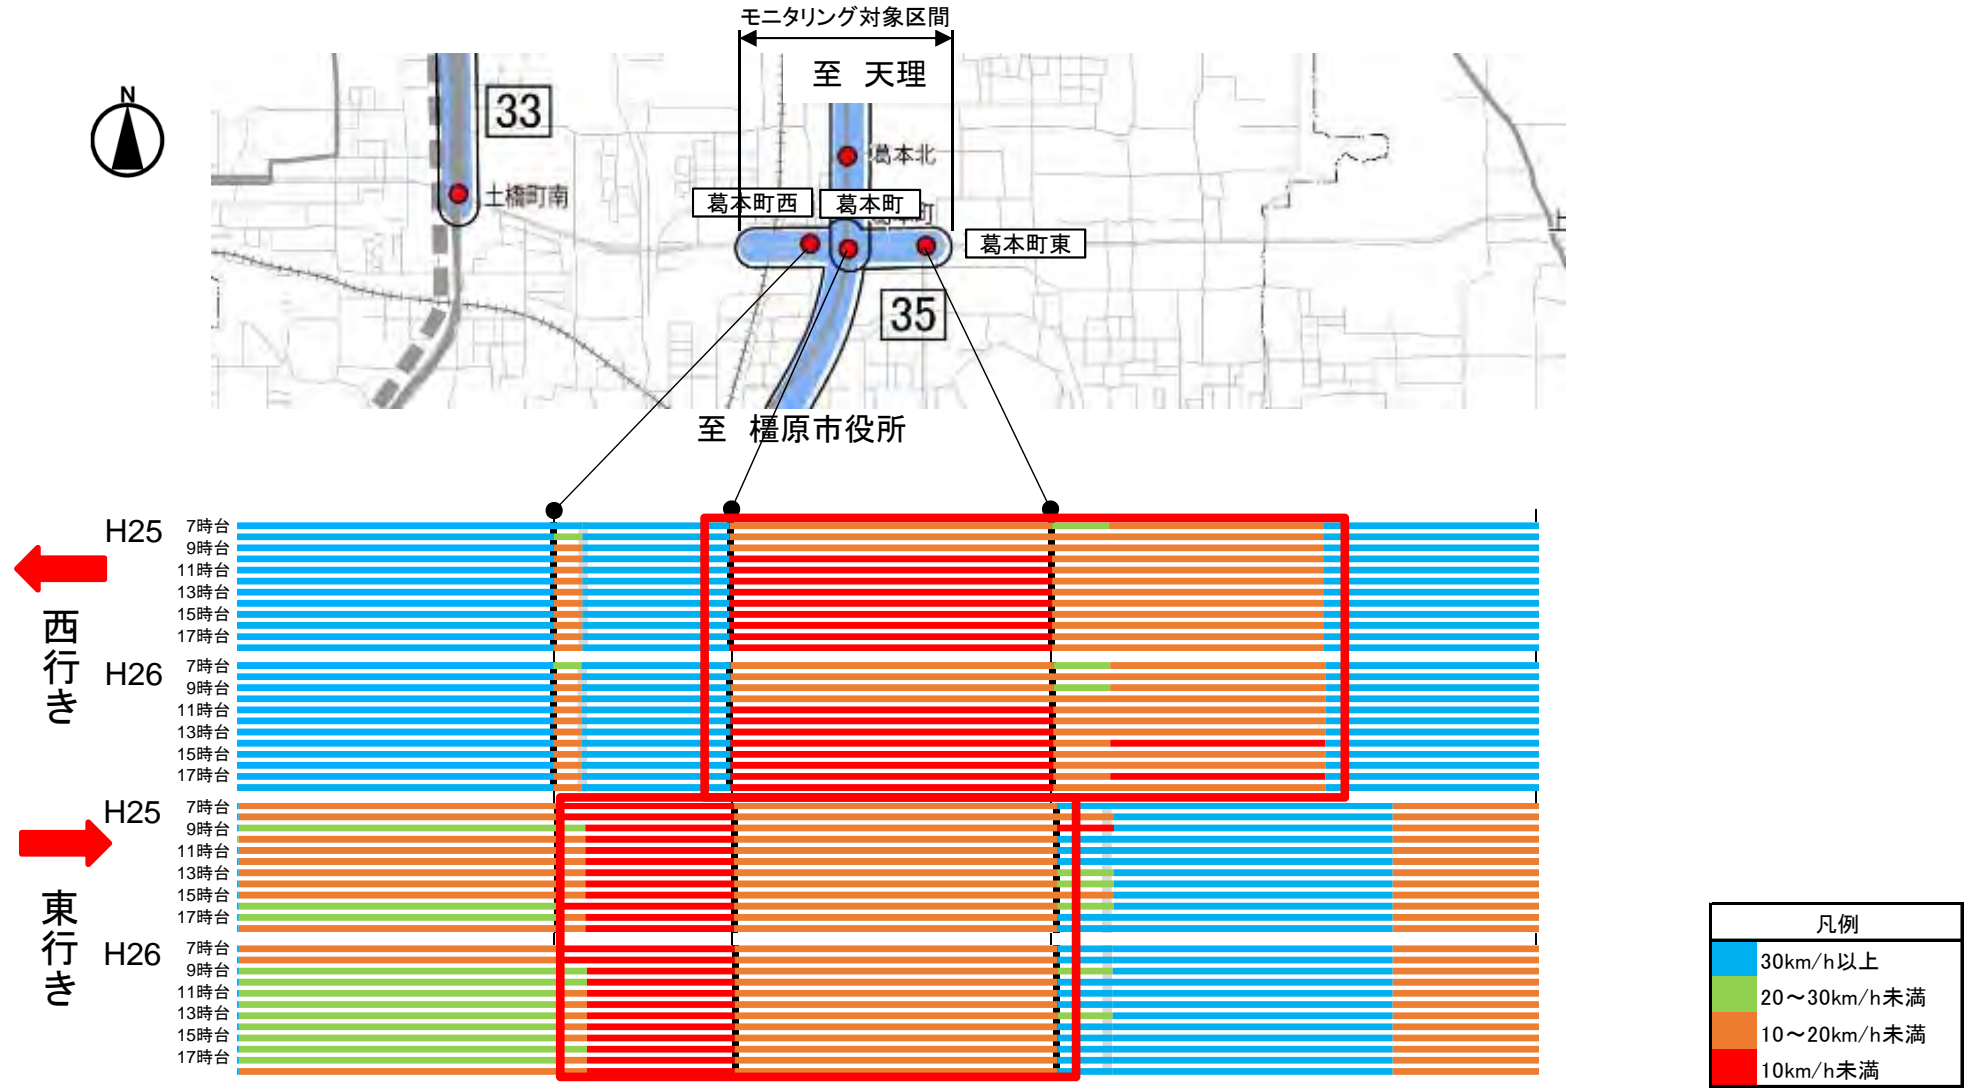 モニタリング対象区間
至 天理
N
33
葛本北
土橋町南
葛本町西
葛本町
葛本町東
35
至 橿原市役所
西行き
H25
7時台
9時台
11時台
13時台
15時台
17時台
H26
7時台
9時台
11時台
13時台
15時台
17時台
東行き
H25
7時台
9時台
11時台
13時台
15時台
17時台
H26
7時台
9時台
11時台
13時台
15時台
17時台
凡例
30km/h以上
20～30km/h未満
10～20km/h未満
10km/h未満